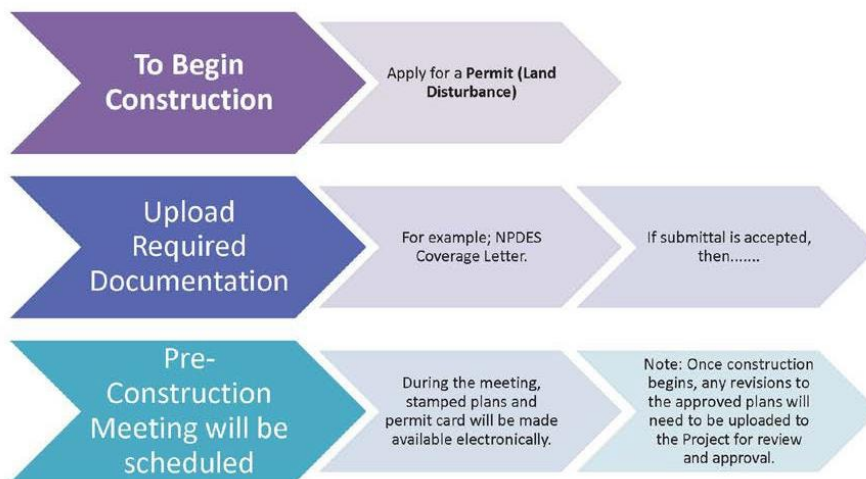 To Begin
Construction
Apply for a Permit (Land
Disturbance)
Upload
Required
Documentation
For example; NPDES
Coverage Letter.
If submittal is accepted,
then.......
Pre-
Construction
Meeting will be
scheduled
During the meeting,
stamped plans and
permit card will be made
available electronically.
Note: Once construction
begins, any revisions to
the approved plans will
need to be uploaded to
the Project for review
and approval.